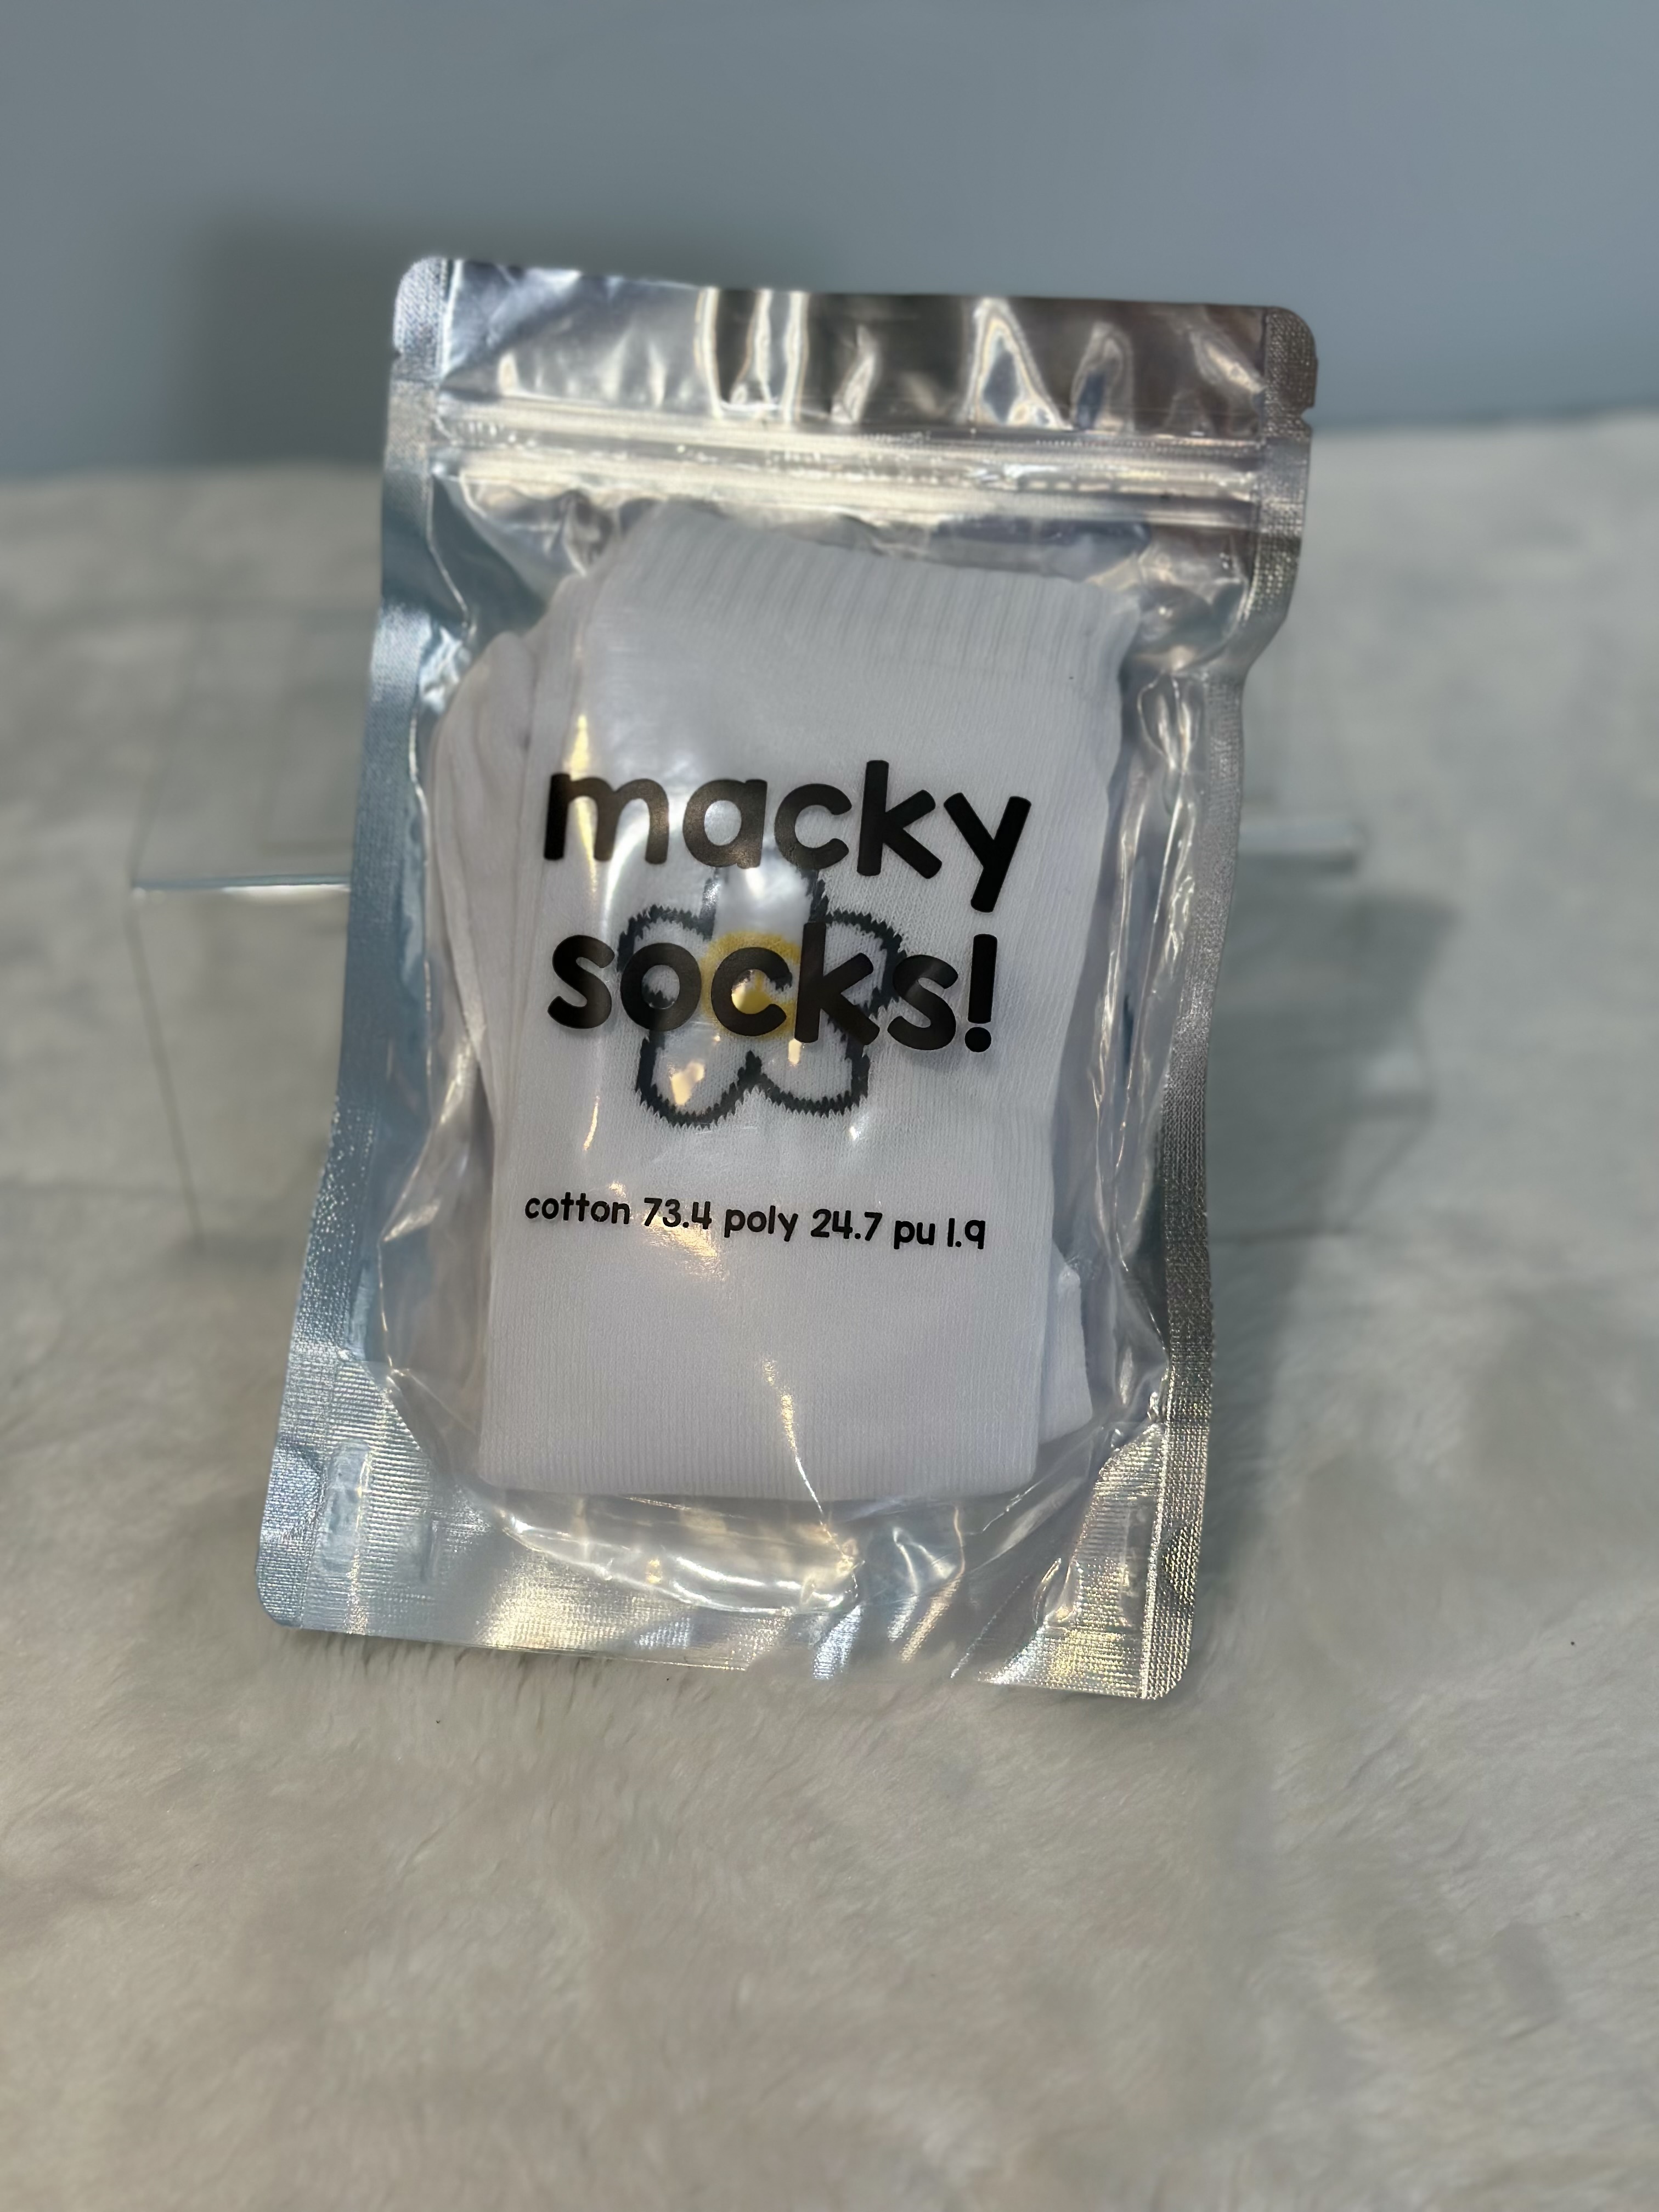 macky
socks!
cotton 73.4 poly 24.7 pu 1.9